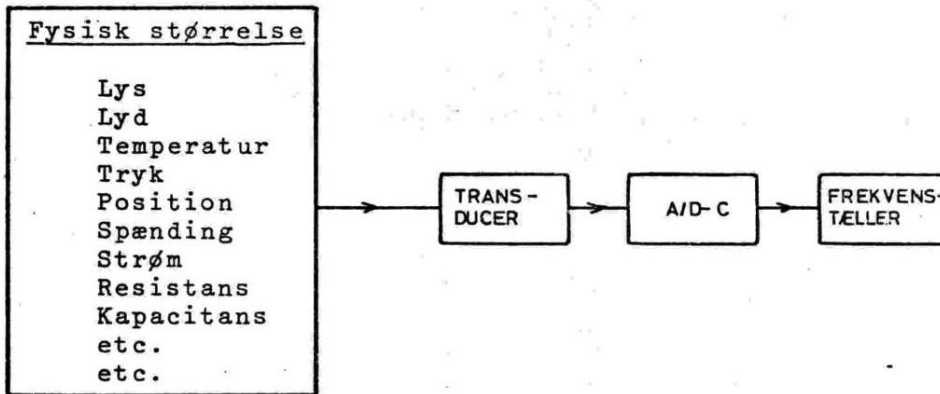 Fysisk størrelse
Lys
Lyd
Temperatur
Tryk
Position
Spænding
Strøm
Resistans
Kapacitans
etc.
etc.
TRANS-
DUCER
A/D-C
FREKVENS-
TÆLLER